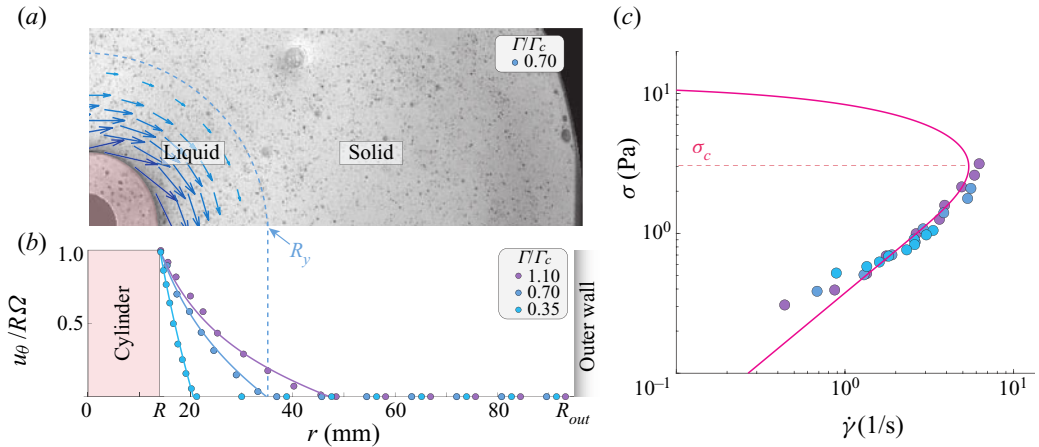 (a)
Γ/Γc
0.70
Liquid
Solid
Ry
(b)
1.0
0.5
uθ/RΩ
Cylinder
Γ/Γc
1.10
0.70
0.35
Outer wall
0 R 20 40 60 80 Rout
r (mm)
(c)
10¹
10⁰
10⁻¹
σ (Pa)
σc
10⁰ 10¹
γ̇ (1/s)